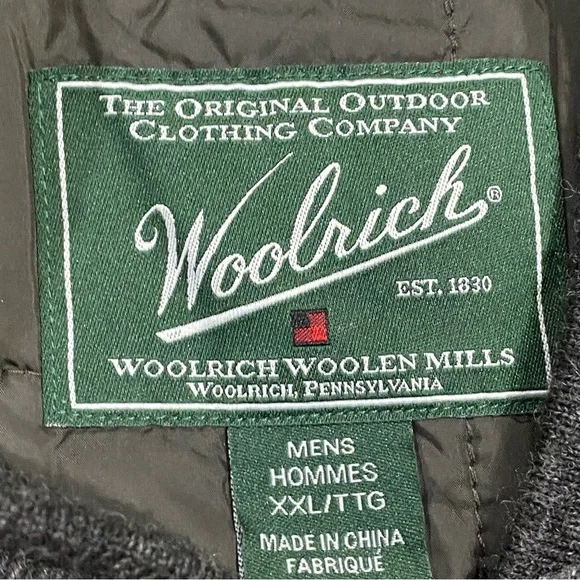 THE ORIGINAL OUTDOOR
CLOTHING COMPANY
Woolrich®
EST. 1830
WOOLRICH WOOLEN MILLS
WOOLRICH, PENNSYLVANIA
MENS
HOMMES
XXL/TTG
MADE IN CHINA
FABRIQUÉ